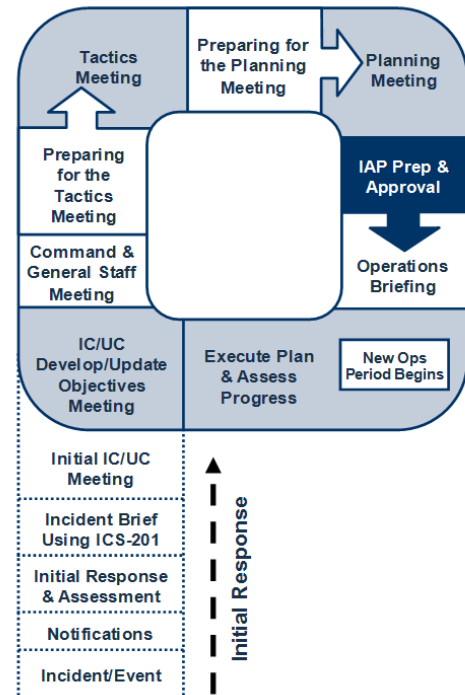 Tactics
Meeting
Preparing for
the Planning
Meeting
Planning
Meeting
Preparing
for the
Tactics
Meeting
IAP Prep &
Approval
Command &
General Staff
Meeting
Operations
Briefing
IC/UC
Develop/Update
Objectives
Meeting
Execute Plan
& Assess
Progress
New Ops
Period Begins
Initial IC/UC
Meeting
Incident Brief
Using ICS-201
Initial Response
& Assessment
Notifications
Incident/Event
Initial Response